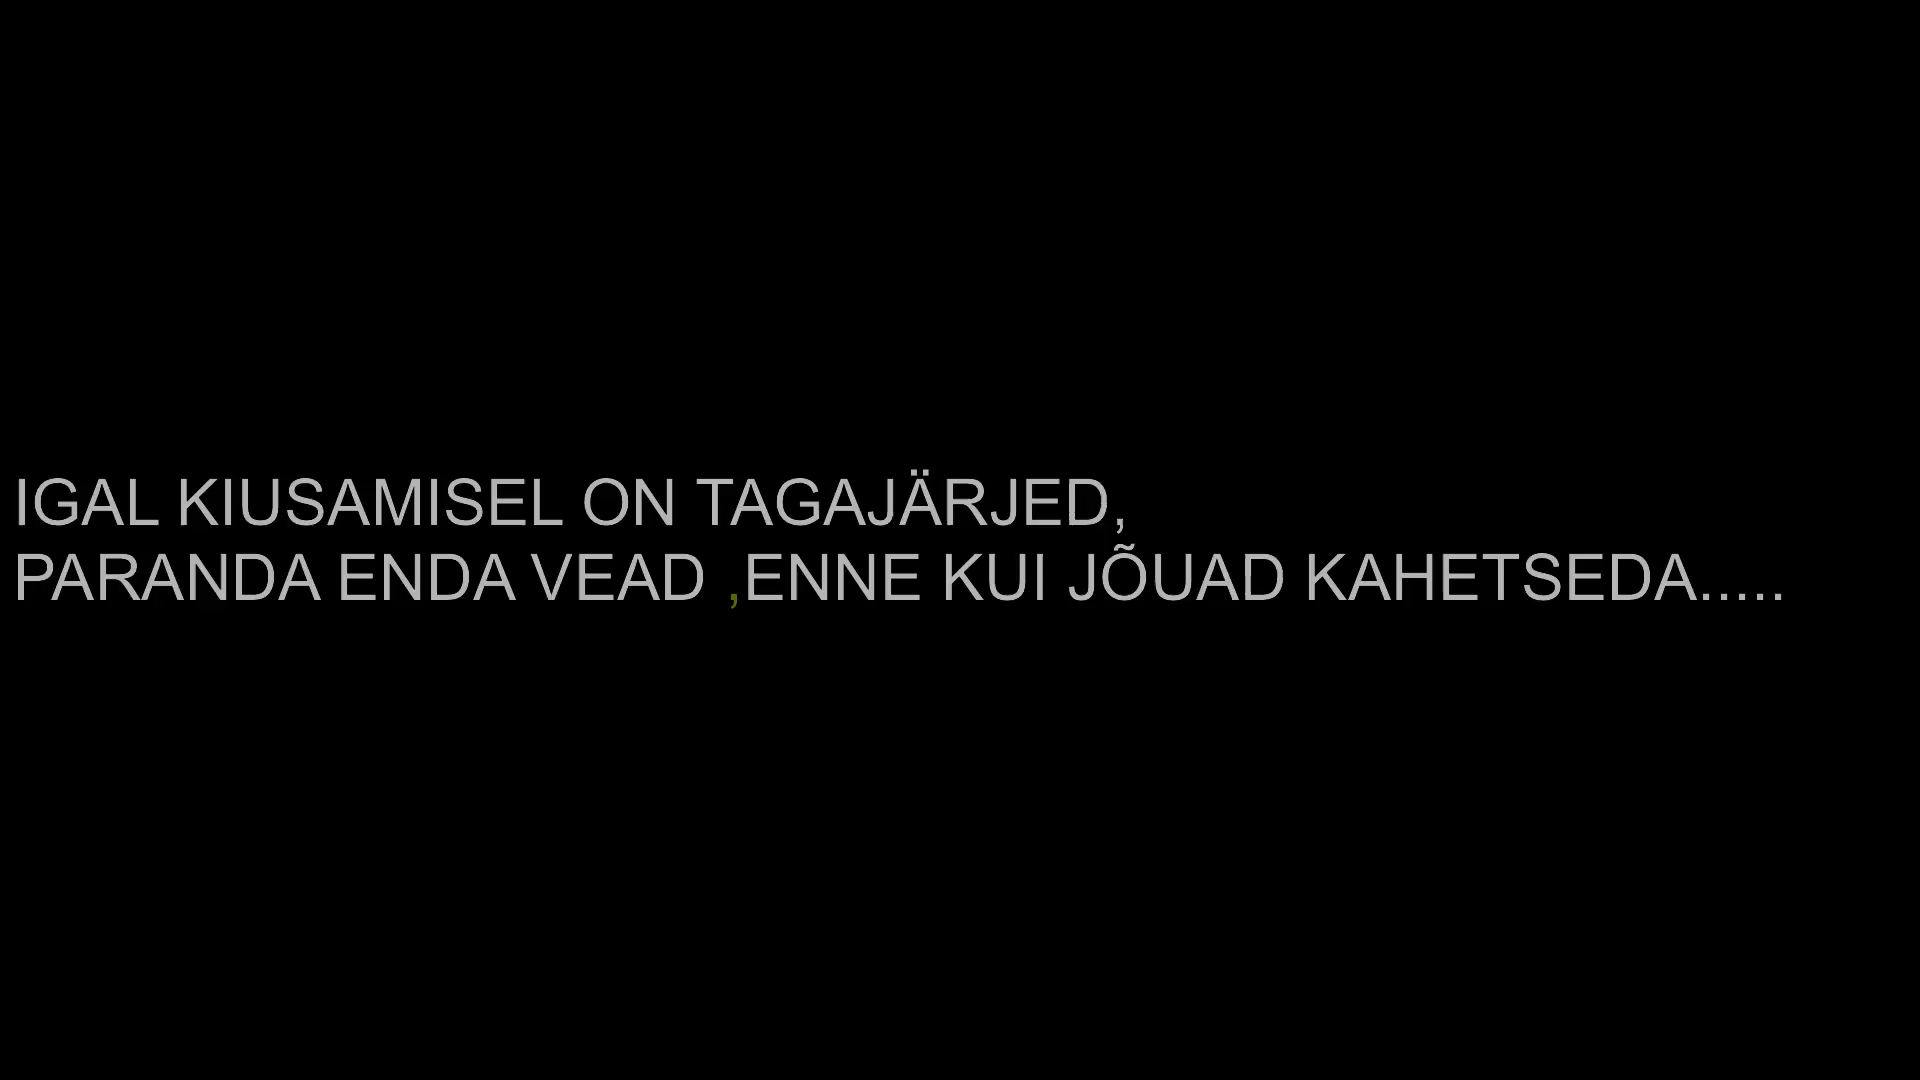 IGAL KIUSAMISEL ON TAGAJÄRJED,
PARANDA ENDA VEAD ,ENNE KUI JÕUAD KAHETSEDA.....